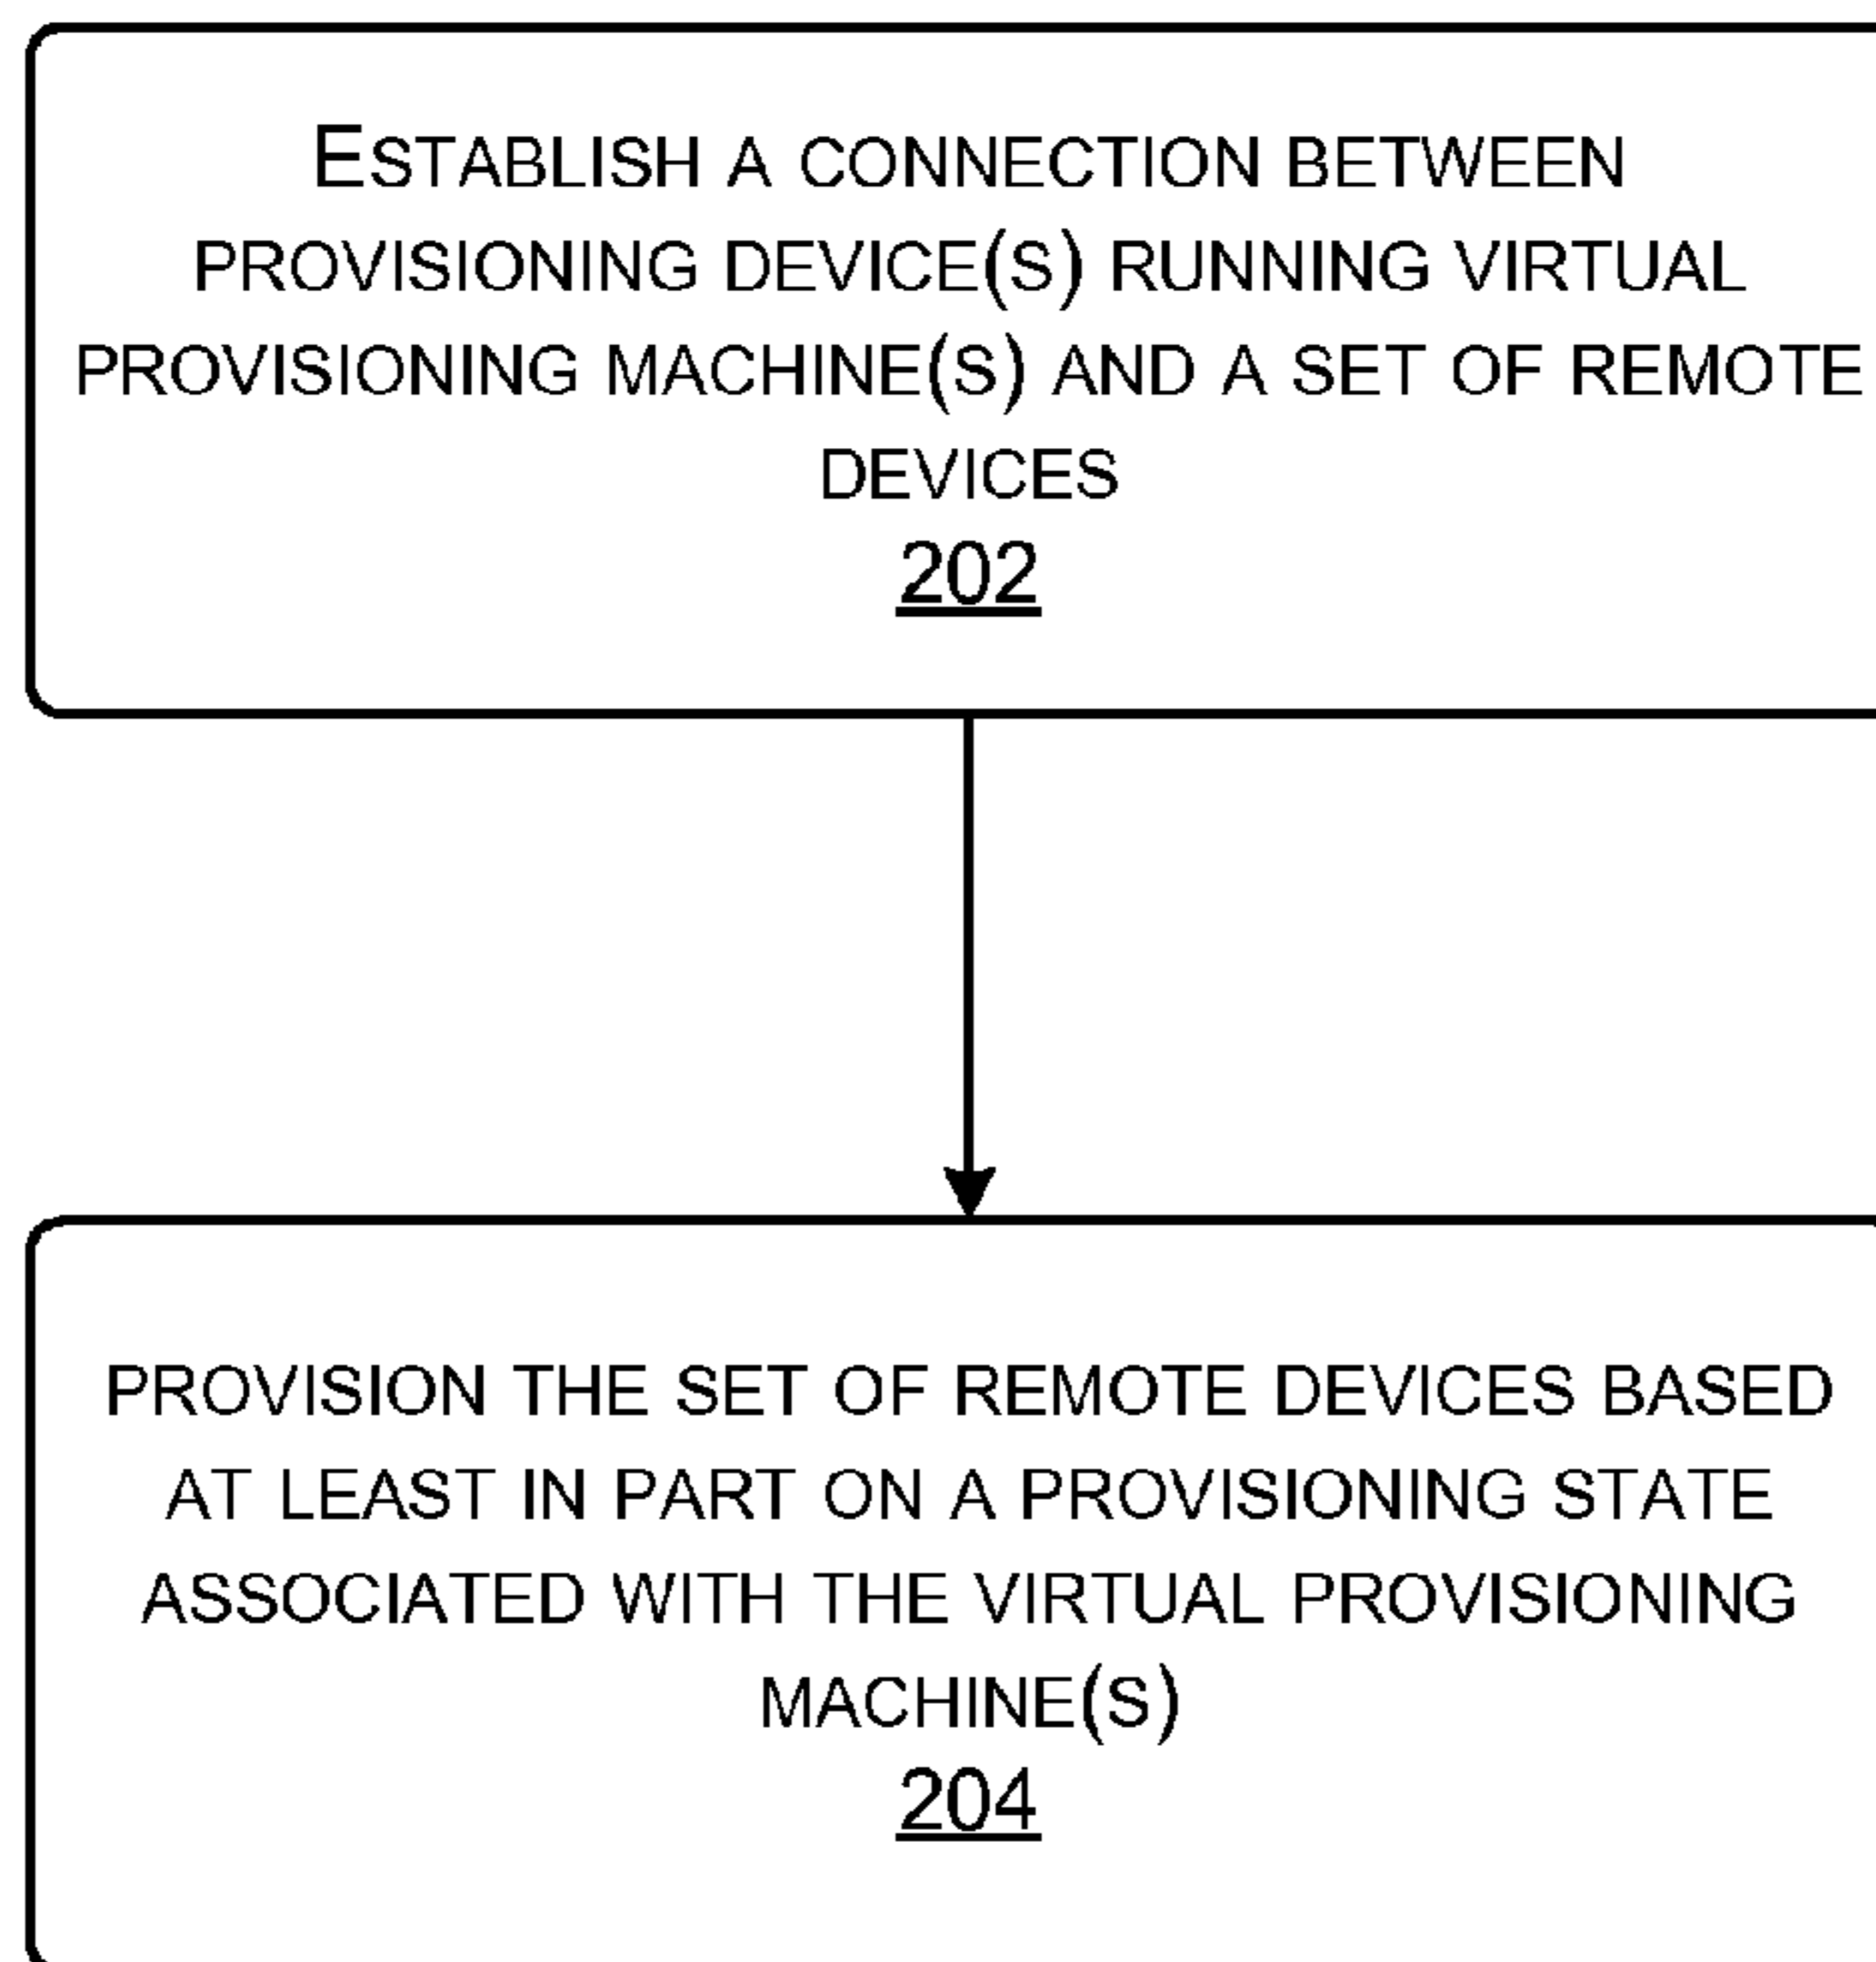 ESTABLISH A CONNECTION BETWEEN
PROVISIONING DEVICE(S) RUNNING VIRTUAL
PROVISIONING MACHINE(S) AND A SET OF REMOTE
DEVICES
202
PROVISION THE SET OF REMOTE DEVICES BASED
AT LEAST IN PART ON A PROVISIONING STATE
ASSOCIATED WITH THE VIRTUAL PROVISIONING
MACHINE(S)
204